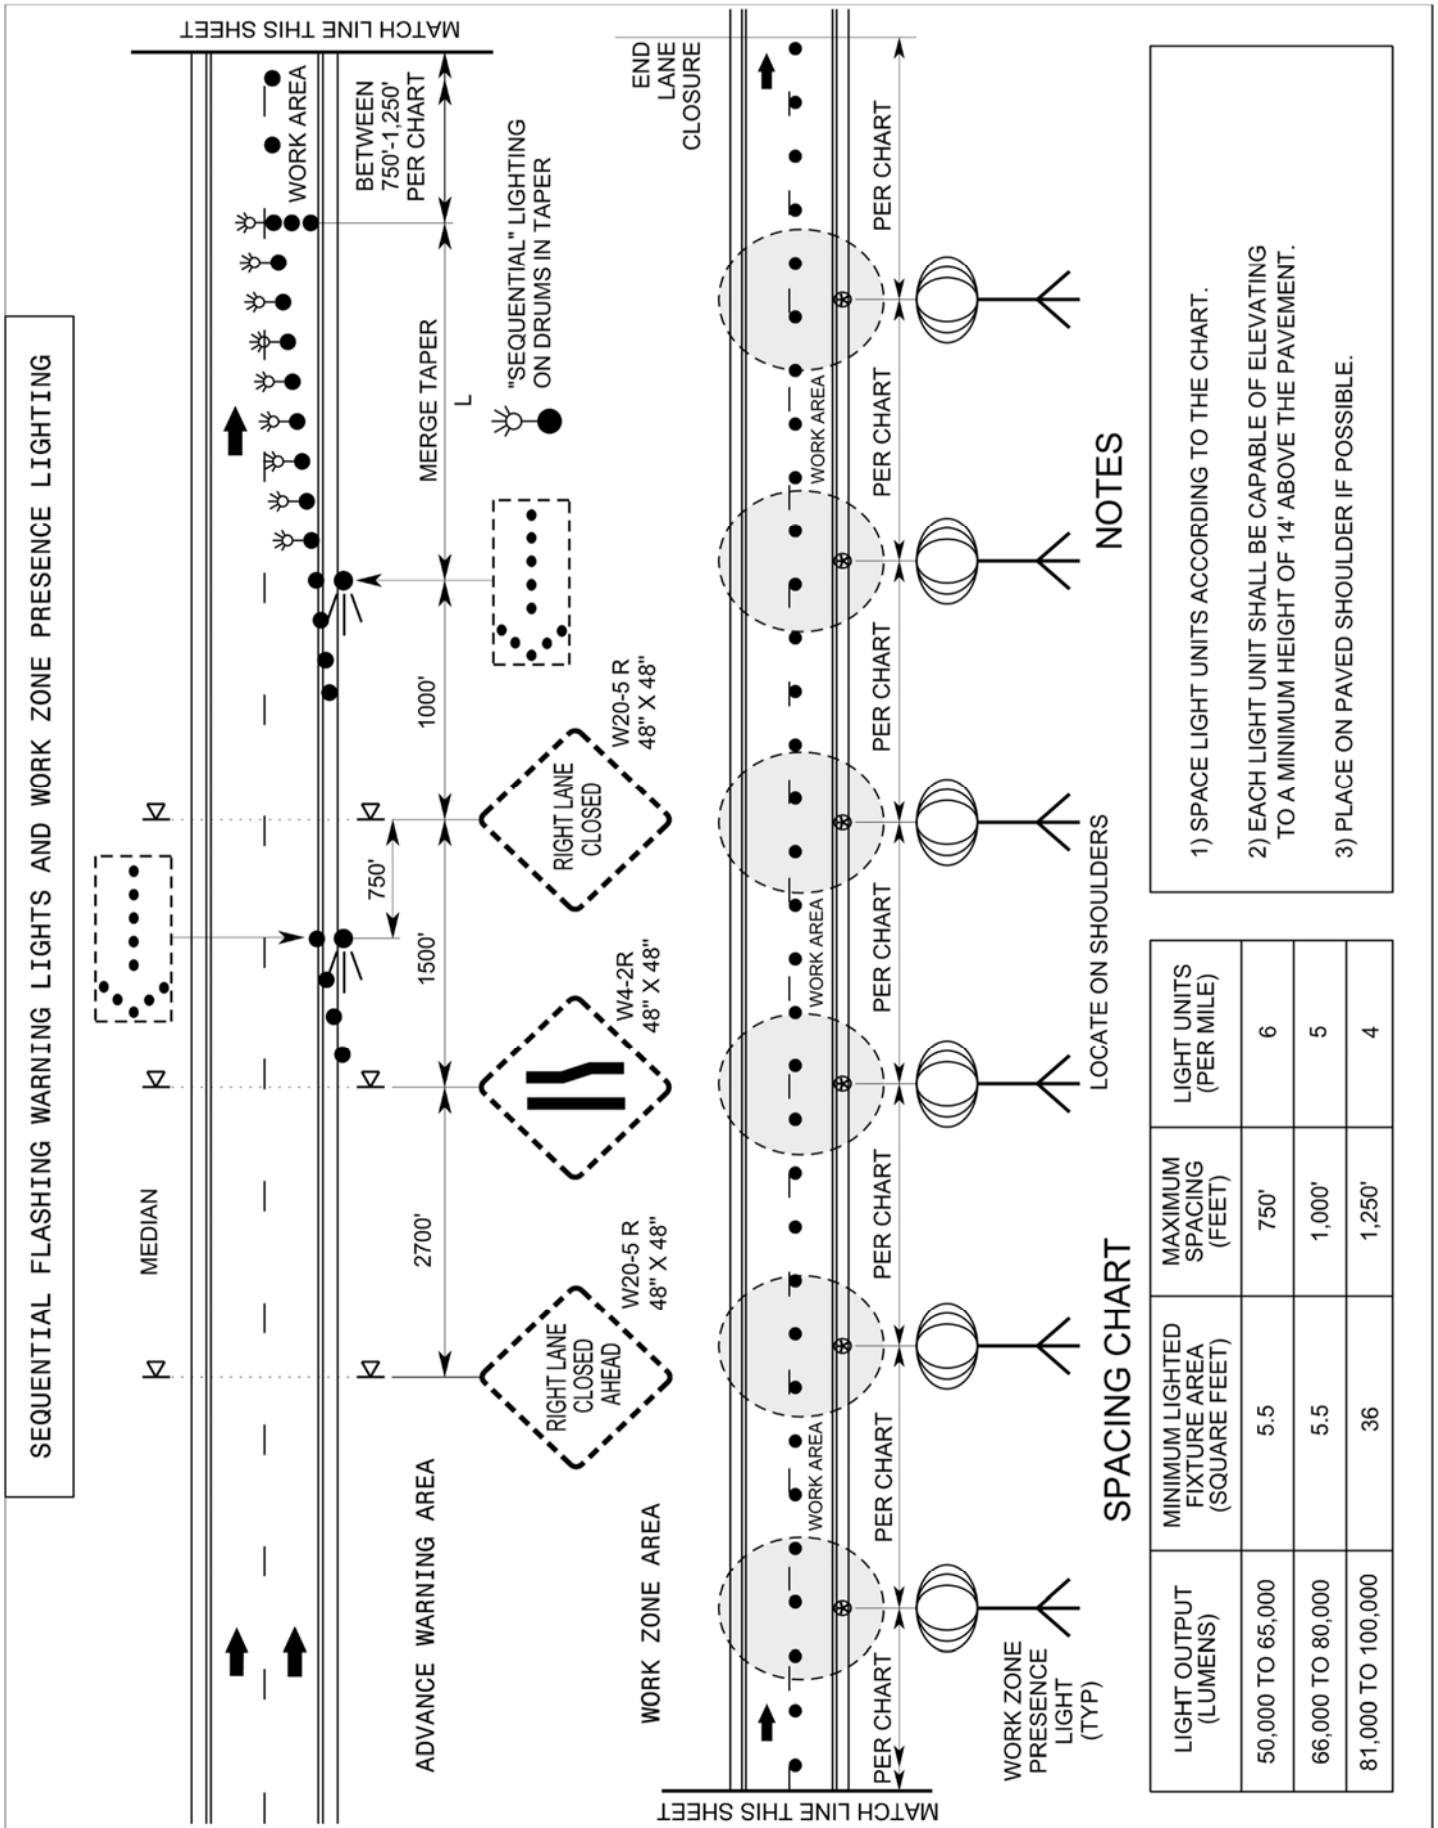 SEQUENTIAL FLASHING WARNING LIGHTS AND WORK ZONE PRESENCE LIGHTING
MEDIAN
MATCH LINE THIS SHEET
WORK AREA
BETWEEN
750'-1,250'
PER CHART
2700'
1500'
750'
1000'
MERGE TAPER
L
"SEQUENTIAL" LIGHTING
ON DRUMS IN TAPER
ADVANCE WARNING AREA
RIGHT LANE
CLOSED
AHEAD
W20-5 R
48" X 48"
W4-2R
48" X 48"
RIGHT LANE
CLOSED
W20-5 R
48" X 48"
WORK ZONE AREA
END
LANE
CLOSURE
MATCH LINE THIS SHEET
WORK AREA
WORK AREA
WORK AREA
PER CHART
PER CHART
PER CHART
PER CHART
PER CHART
PER CHART
PER CHART
WORK ZONE
PRESENCE
LIGHT
(TYP)
LOCATE ON SHOULDERS
SPACING CHART
LIGHT OUTPUT
(LUMENS)
MINIMUM LIGHTED
FIXTURE AREA
(SQUARE FEET)
MAXIMUM
SPACING
(FEET)
LIGHT UNITS
(PER MILE)
50,000 TO 65,000 5.5 750' 6
66,000 TO 80,000 5.5 1,000' 5
81,000 TO 100,000 36 1,250' 4
NOTES
1) SPACE LIGHT UNITS ACCORDING TO THE CHART.
2) EACH LIGHT UNIT SHALL BE CAPABLE OF ELEVATING
TO A MINIMUM HEIGHT OF 14' ABOVE THE PAVEMENT.
3) PLACE ON PAVED SHOULDER IF POSSIBLE.